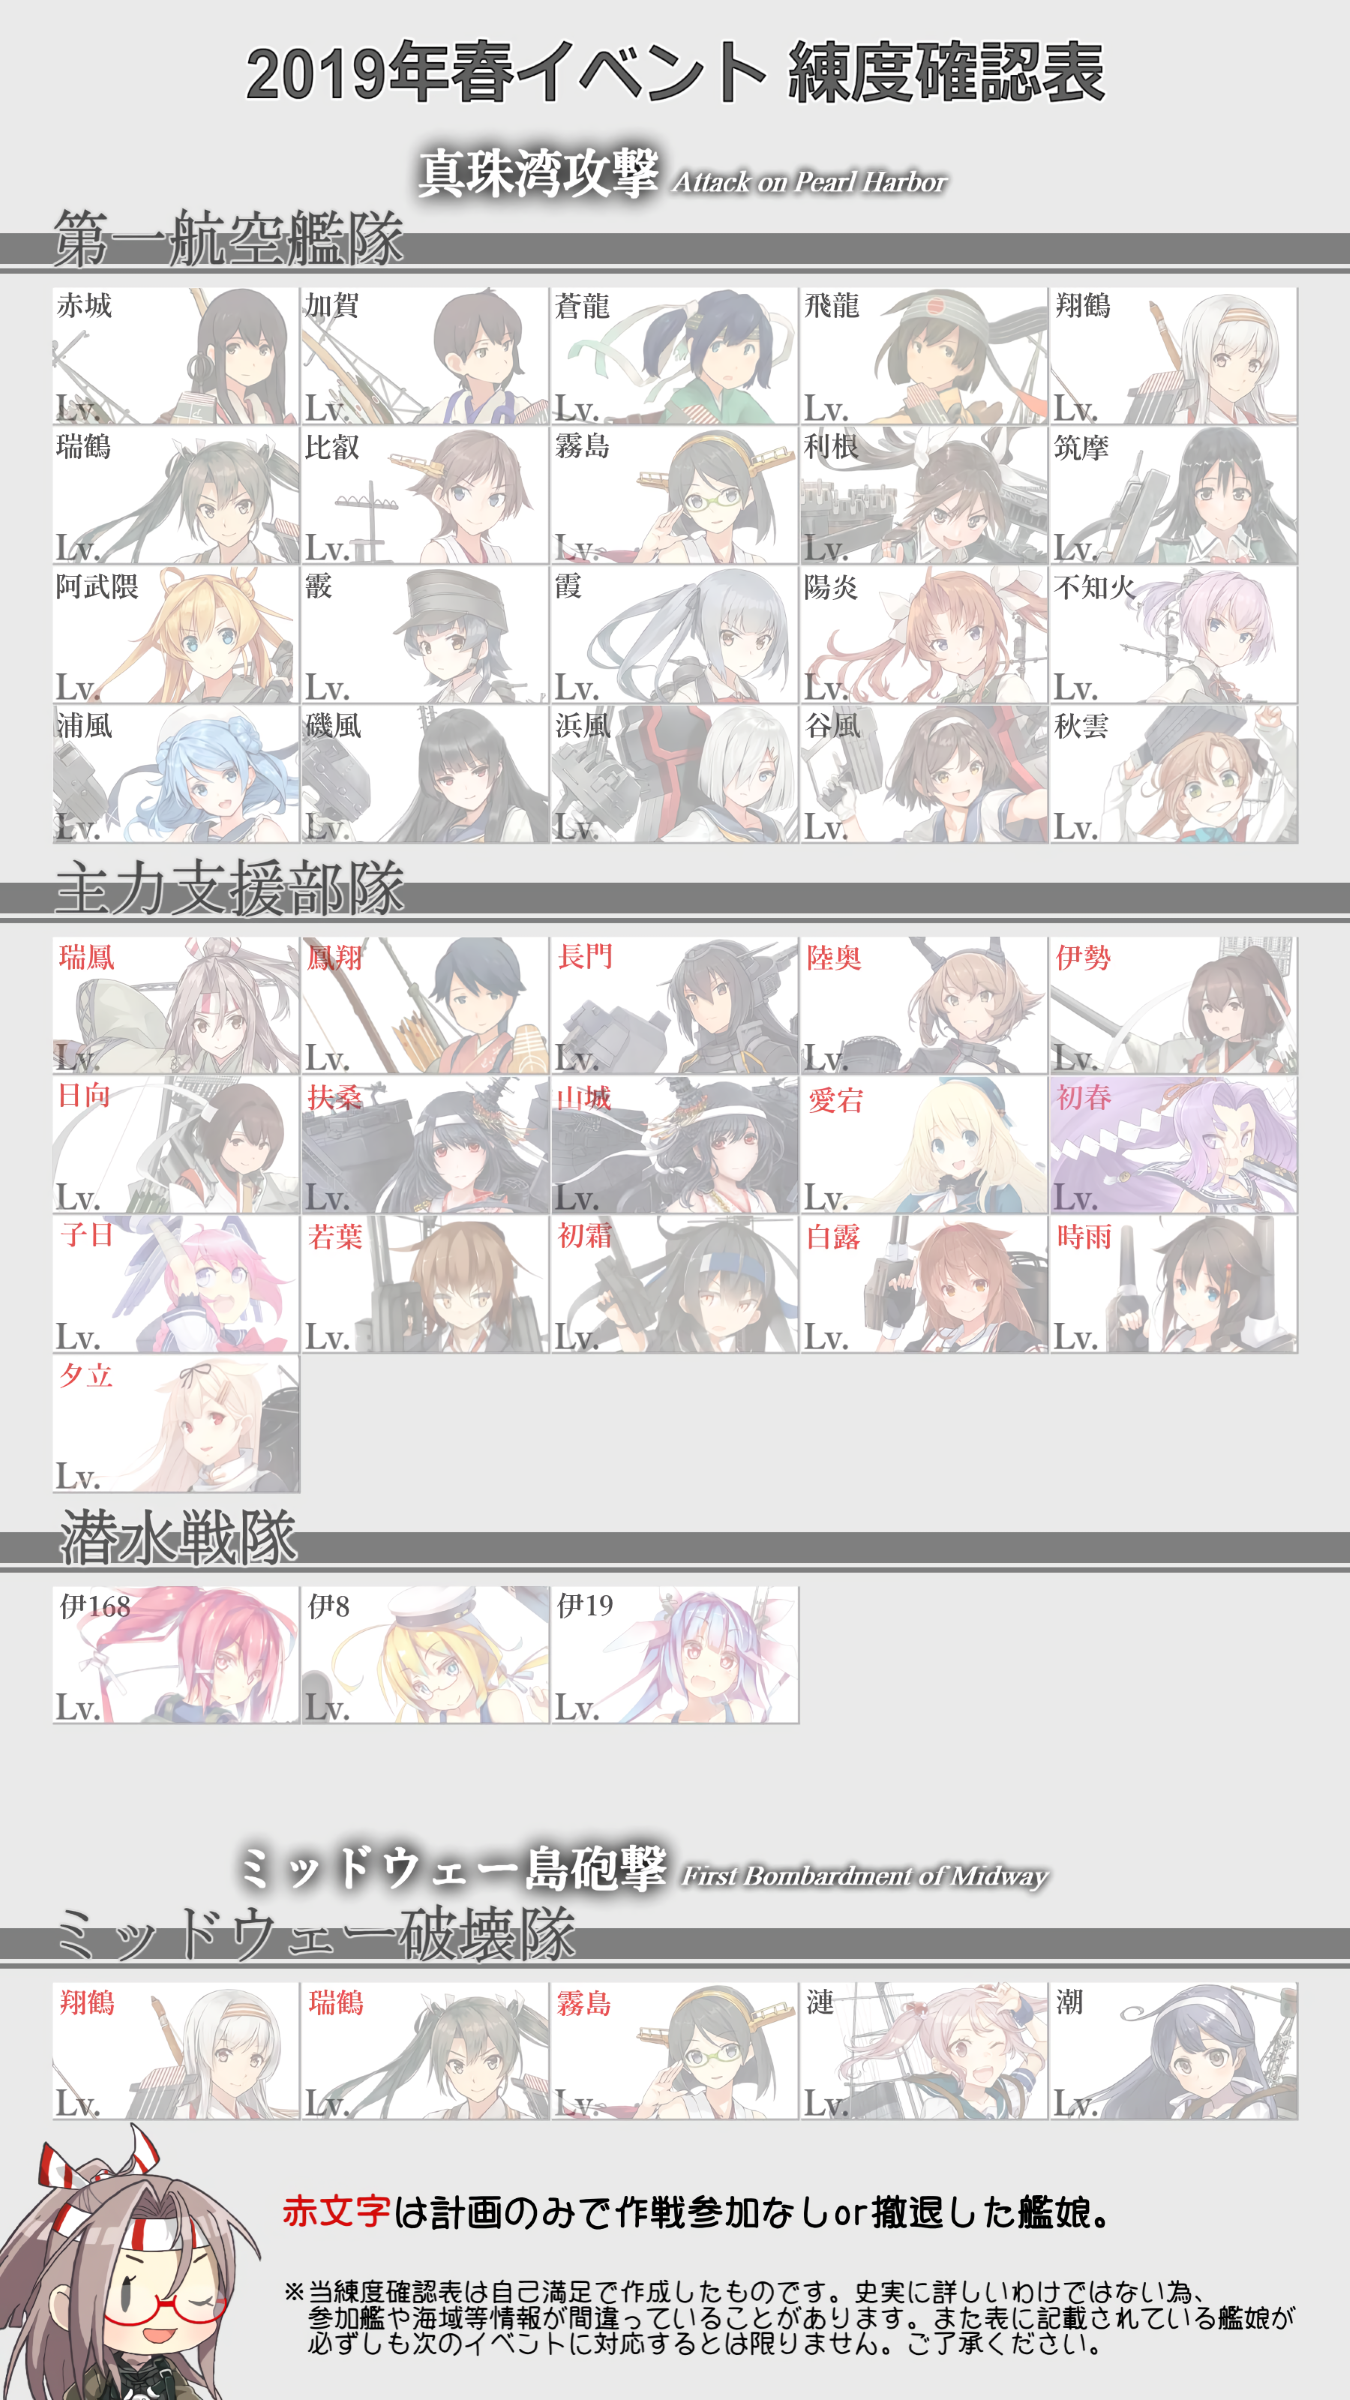 2019年春イベント 練度確認表
真珠湾攻撃 Attack on Pearl Harbor
第一航空艦隊
赤城 加賀 蒼龍 飛龍 翔鶴
Lv. Lv. Lv. Lv. Lv.
瑞鶴 比叡 霧島 利根 筑摩
Lv. Lv. Lv. Lv. Lv.
阿武隈 霰 霞 陽炎 不知火
Lv. Lv. Lv. Lv. Lv.
浦風 磯風 浜風 谷風 秋雲
Lv. Lv. Lv. Lv. Lv.
主力支援部隊
瑞鳳 鳳翔 長門 陸奥 伊勢
Lv. Lv. Lv. Lv. Lv.
日向 扶桑 山城 愛宕 初春
Lv. Lv. Lv. Lv. Lv.
子日 若葉 初霜 白露 時雨
Lv. Lv. Lv. Lv. Lv.
夕立
Lv.
潜水戦隊
伊168 伊8 伊19
Lv. Lv. Lv.
ミッドウェー島砲撃 First Bombardment of Midway
ミッドウェー破壊隊
翔鶴 瑞鶴 霧島 漣 潮
Lv. Lv. Lv. Lv. Lv.
赤文字は計画のみで作戦参加なしor撤退した艦娘。
※当練度確認表は自己満足で作成したものです。史実に詳しいわけではない為、
参加艦や海域等情報が間違っていることがあります。また表に記載されている艦娘が
必ずしも次のイベントに対応するとは限りません。ご了承ください。